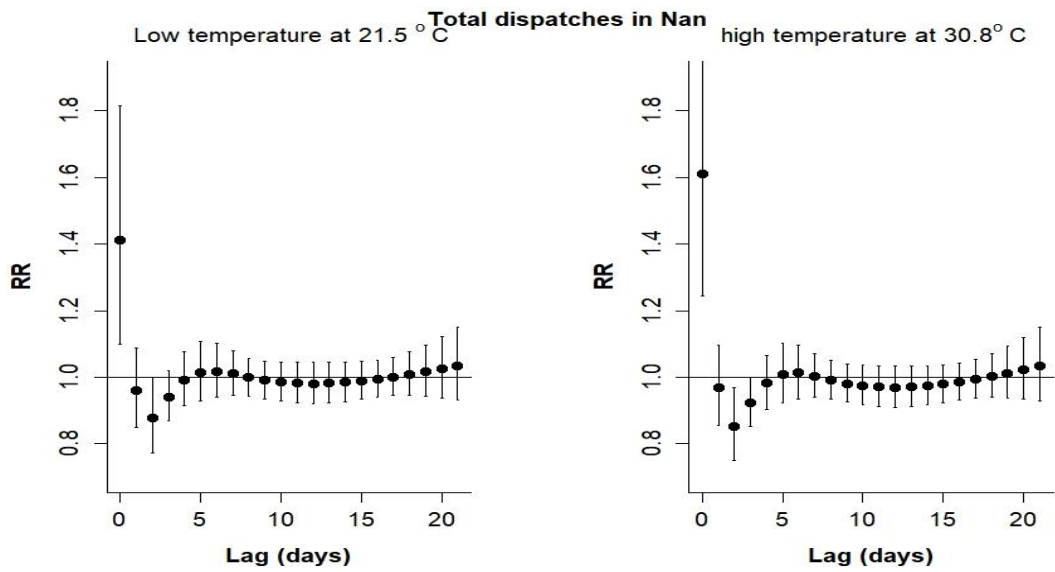 Total dispatches in Nan
Low temperature at 21.5 ° C
high temperature at 30.8° C
RR
1.8
1.6
1.4
1.2
1.0
0.8
0 5 10 15 20
Lag (days)
RR
1.8
1.6
1.4
1.2
1.0
0.8
0 5 10 15 20
Lag (days)